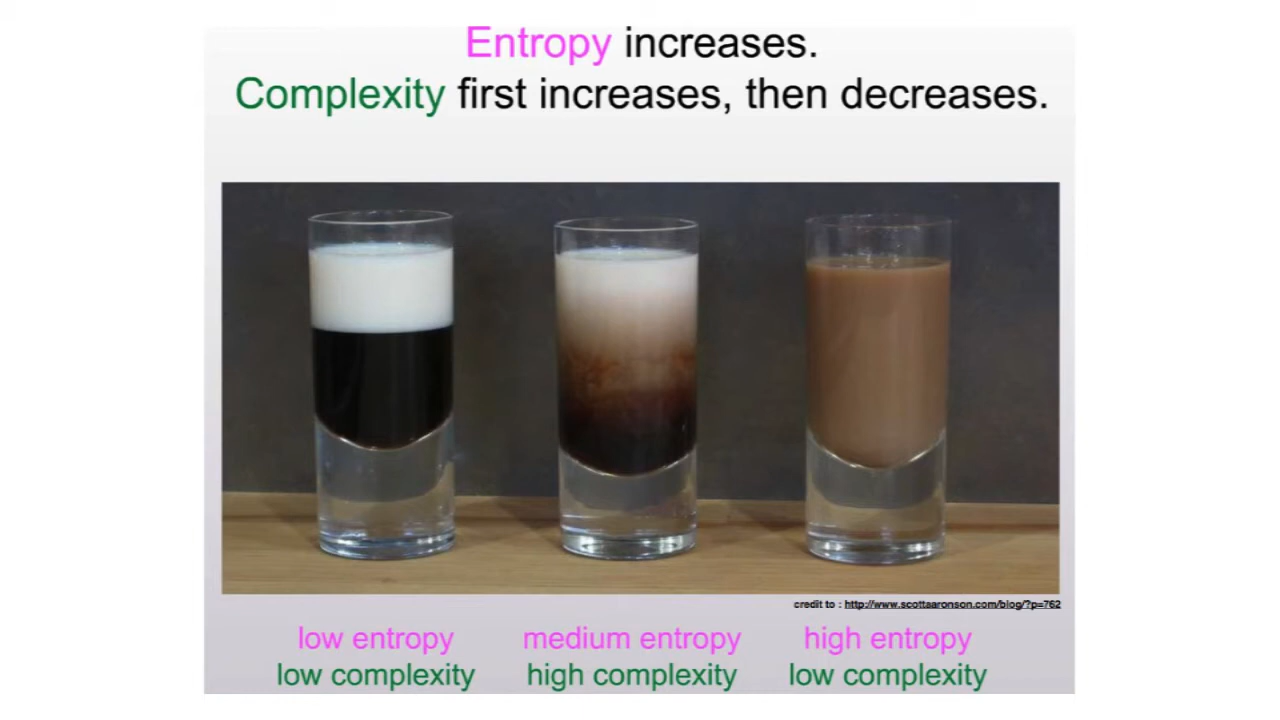 Entropy increases.
Complexity first increases, then decreases.
credit to : http://www.scottaaronson.com/blog/?p=762
low entropy medium entropy high entropy
low complexity high complexity low complexity